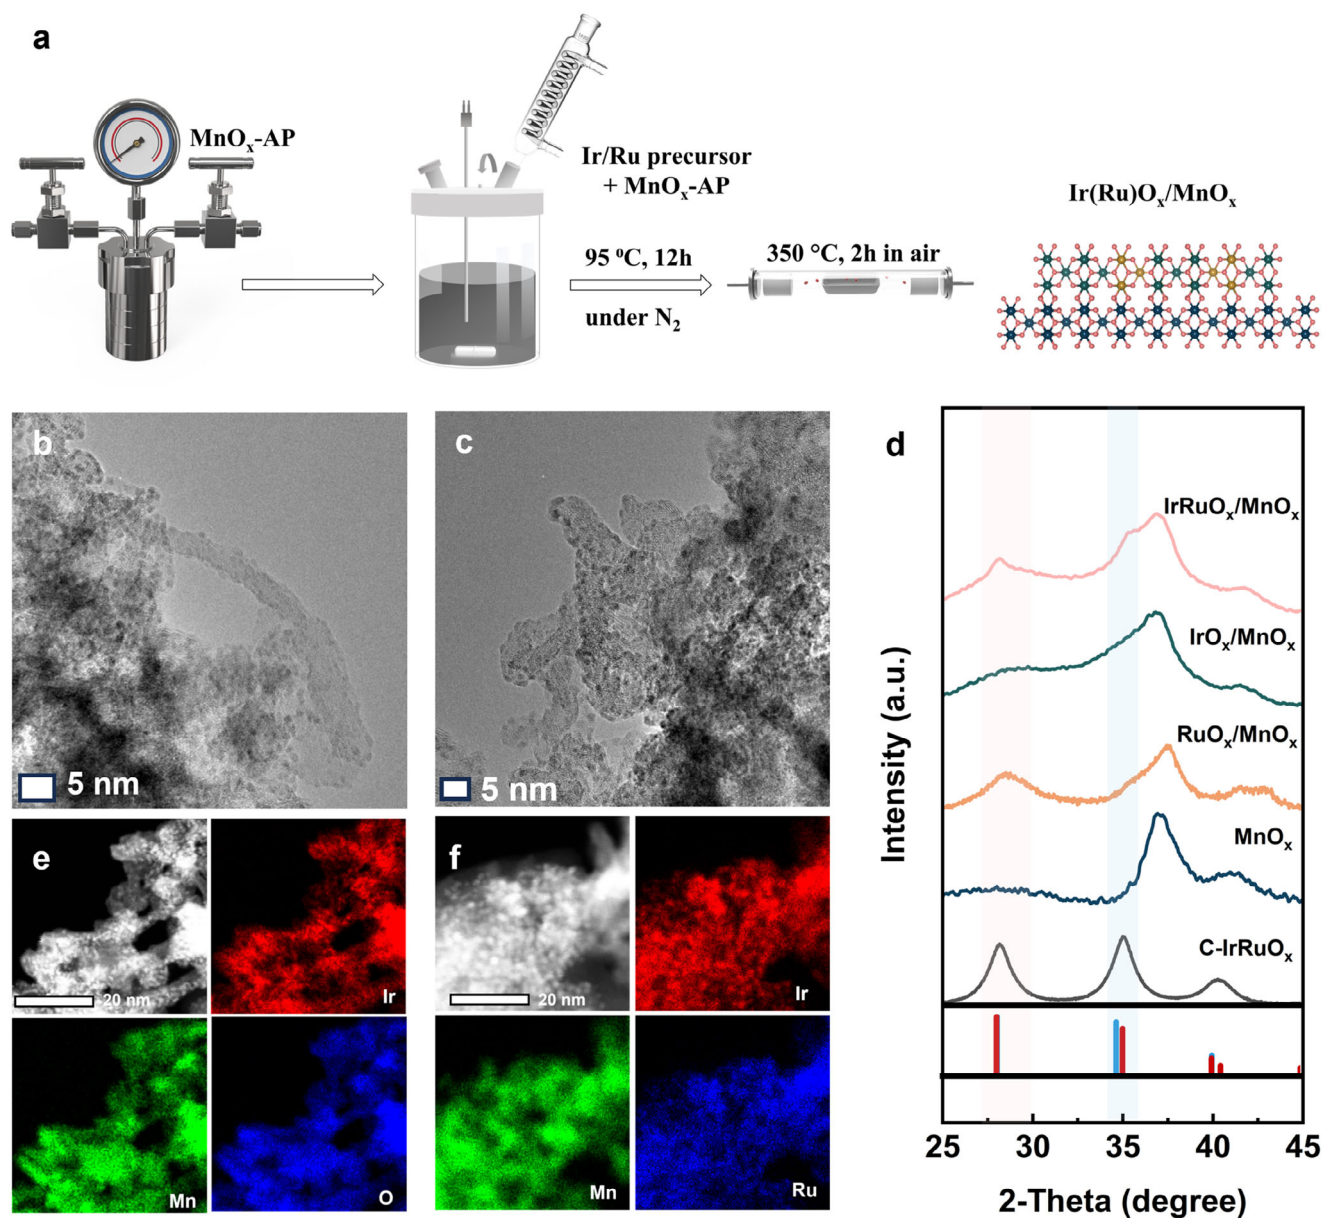 a
MnOₓ-AP
Ir/Ru precursor
+ MnOₓ-AP
95 ⁰C, 12h
under N₂
350 °C, 2h in air
Ir(Ru)Oₓ/MnOₓ
b
5 nm
c
5 nm
d
IrRuOₓ/MnOₓ
IrOₓ/MnOₓ
RuOₓ/MnOₓ
MnOₓ
C-IrRuOₓ
Intensity (a.u.)
25 30 35 40 45
2-Theta (degree)
e
20 nm
Ir
Mn
O
f
20 nm
Ir
Mn
Ru